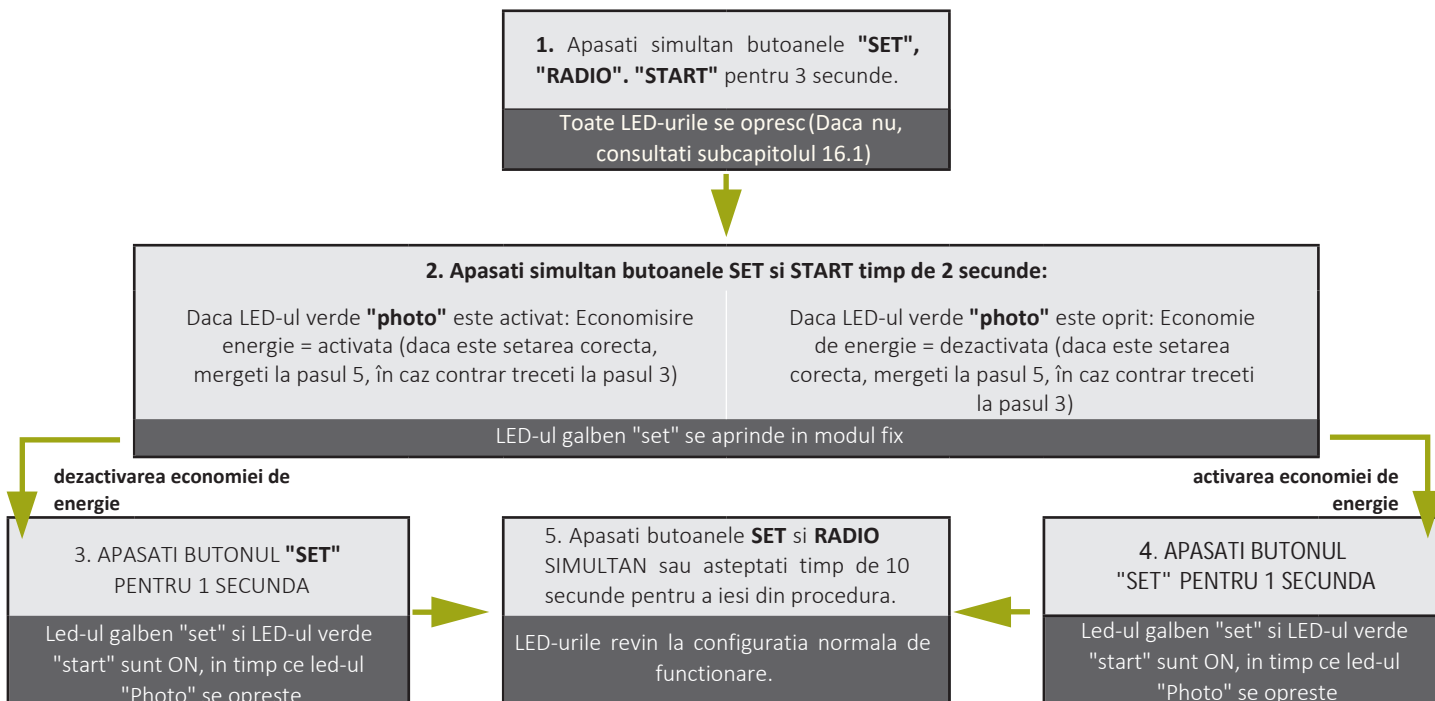 1. Apasati simultan butoanele "SET",
"RADIO". "START" pentru 3 secunde.
Toate LED-urile se opresc (Daca nu,
consultati subcapitolul 16.1)
2. Apasati simultan butoanele SET si START timp de 2 secunde:
Daca LED-ul verde "photo" este activat: Economisire
energie = activata (daca este setarea corecta,
mergeti la pasul 5, în caz contrar treceti la pasul 3)
Daca LED-ul verde "photo" este oprit: Economie
de energie = dezactivata (daca este setarea
corecta, mergeti la pasul 5, în caz contrar treceti
la pasul 3)
LED-ul galben "set" se aprinde in modul fix
dezactivarea economiei de
energie
activarea economiei de
energie
3. APASATI BUTONUL "SET"
PENTRU 1 SECUNDA
Led-ul galben "set" si LED-ul verde
"start" sunt ON, in timp ce led-ul
"Photo" se opreste
5. Apasati butoanele SET si RADIO
SIMULTAN sau asteptati timp de 10
secunde pentru a iesi din procedura.
LED-urile revin la configuratia normala de
functionare.
4. APASATI BUTONUL
"SET" PENTRU 1 SECUNDA
Led-ul galben "set" si LED-ul verde
"start" sunt ON, in timp ce led-ul
"Photo" se opreste